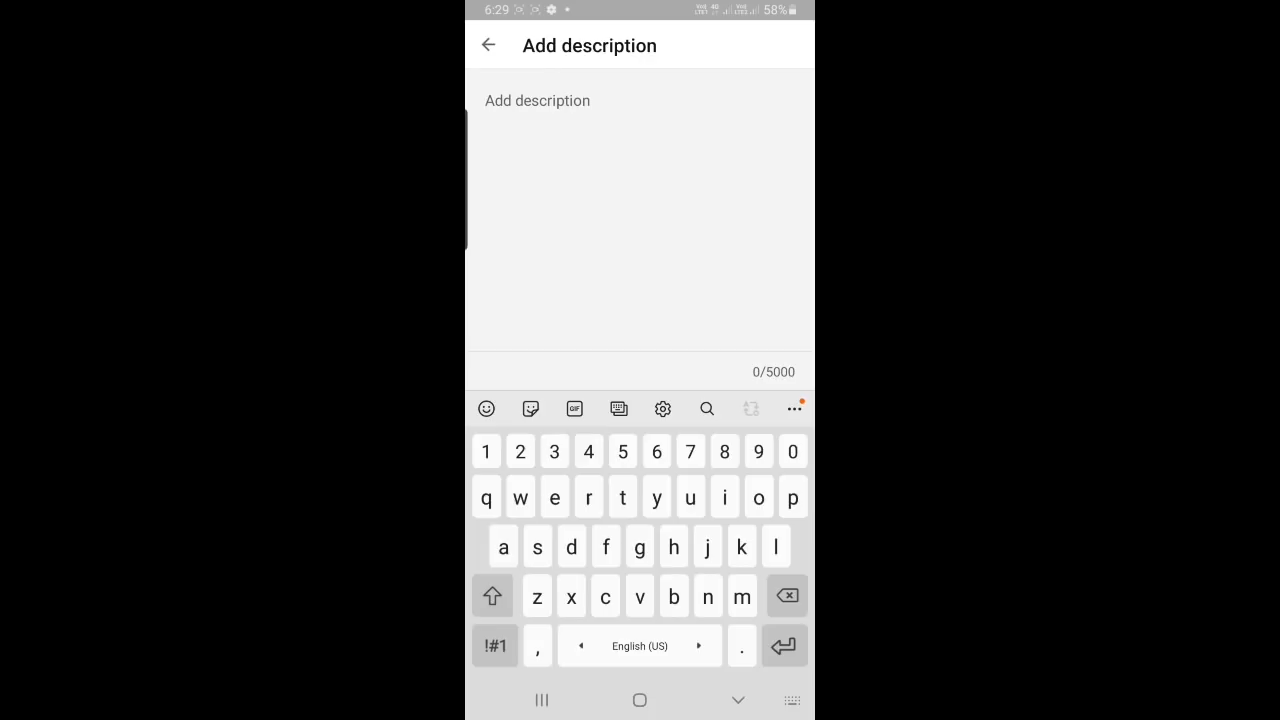 6:29
58%
Add description
Add description
0/5000
GIF
1 2 3 4 5 6 7 8 9 0
q w e r t y u i o p
a s d f g h j k l
z x c v b n m
!#1 , English (US) .